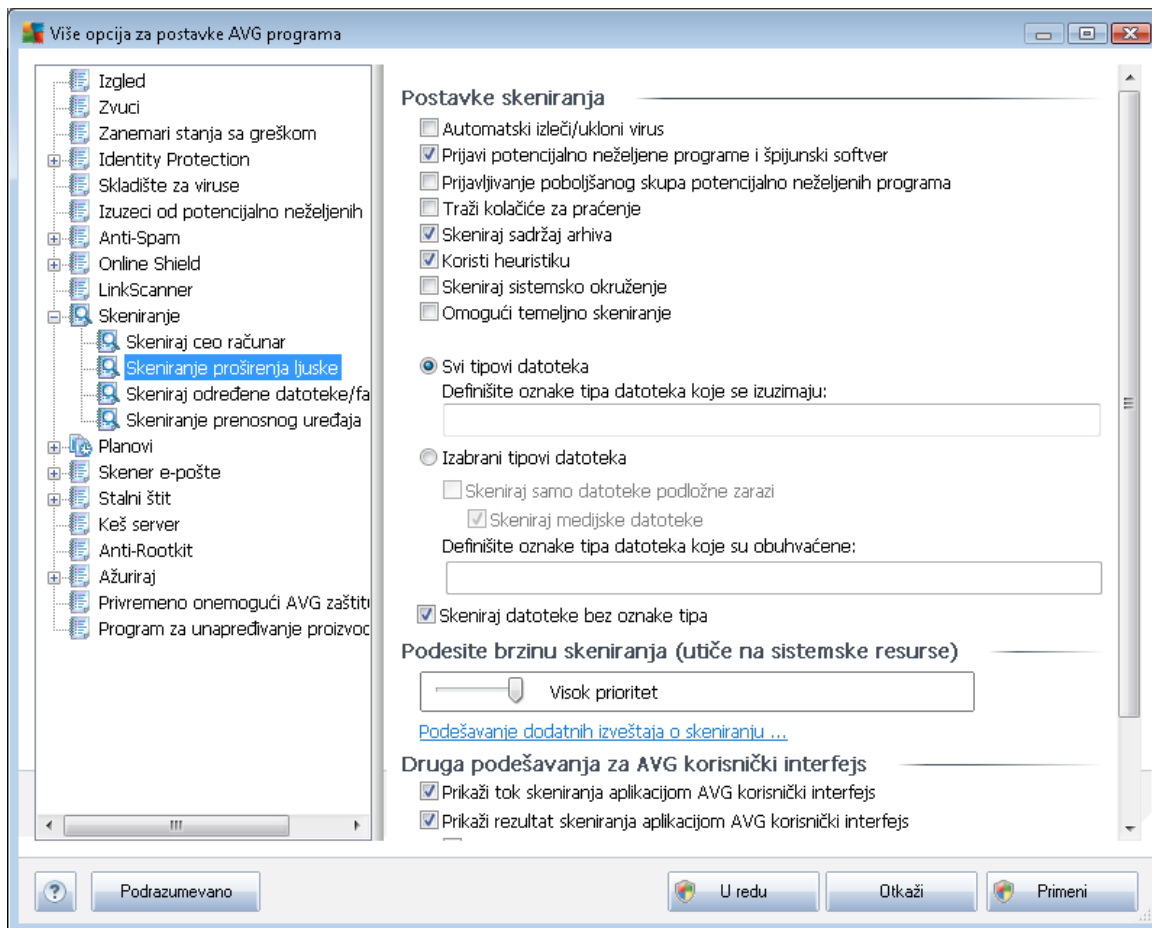 Više opcija za postavke AVG programa
Izgled
Zvuci
Zanemari stanja sa greškom
Identity Protection
Skladište za viruse
Izuzeci od potencijalno neželjenih
Anti-Spam
Online Shield
LinkScanner
Skeniranje
Skeniraj ceo računar
Skeniranje proširenja ljuske
Skeniraj određene datoteke/fa
Skeniranje prenosnog uređaja
Planovi
Skener e-pošte
Stalni štit
Keš server
Anti-Rootkit
Ažuriraj
Privremeno onemogući AVG zaštitu
Program za unapređivanje proizvod
Postavke skeniranja
Automatski izleči/ukloni virus
Prijavi potencijalno neželjene programe i špijunski softver
Prijavljivanje poboljšanog skupa potencijalno neželjenih programa
Traži kolačiće za praćenje
Skeniraj sadržaj arhiva
Koristi heuristiku
Skeniraj sistemsko okruženje
Omogući temeljno skeniranje
Svi tipovi datoteka
Definišite oznake tipa datoteka koje se izuzimaju:
Izabrani tipovi datoteka
Skeniraj samo datoteke podložne zarazi
Skeniraj medijske datoteke
Definišite oznake tipa datoteka koje su obuhvaćene:
Skeniraj datoteke bez oznake tipa
Podesite brzinu skeniranja (utiče na sistemske resurse)
Visok prioritet
Podešavanje dodatnih izveštaja o skeniranju ...
Druga podešavanja za AVG korisnički interfejs
Prikaži tok skeniranja aplikacijom AVG korisnički interfejs
Prikaži rezultat skeniranja aplikacijom AVG korisnički interfejs
? Podrazumevano U redu Otkaži Primeni